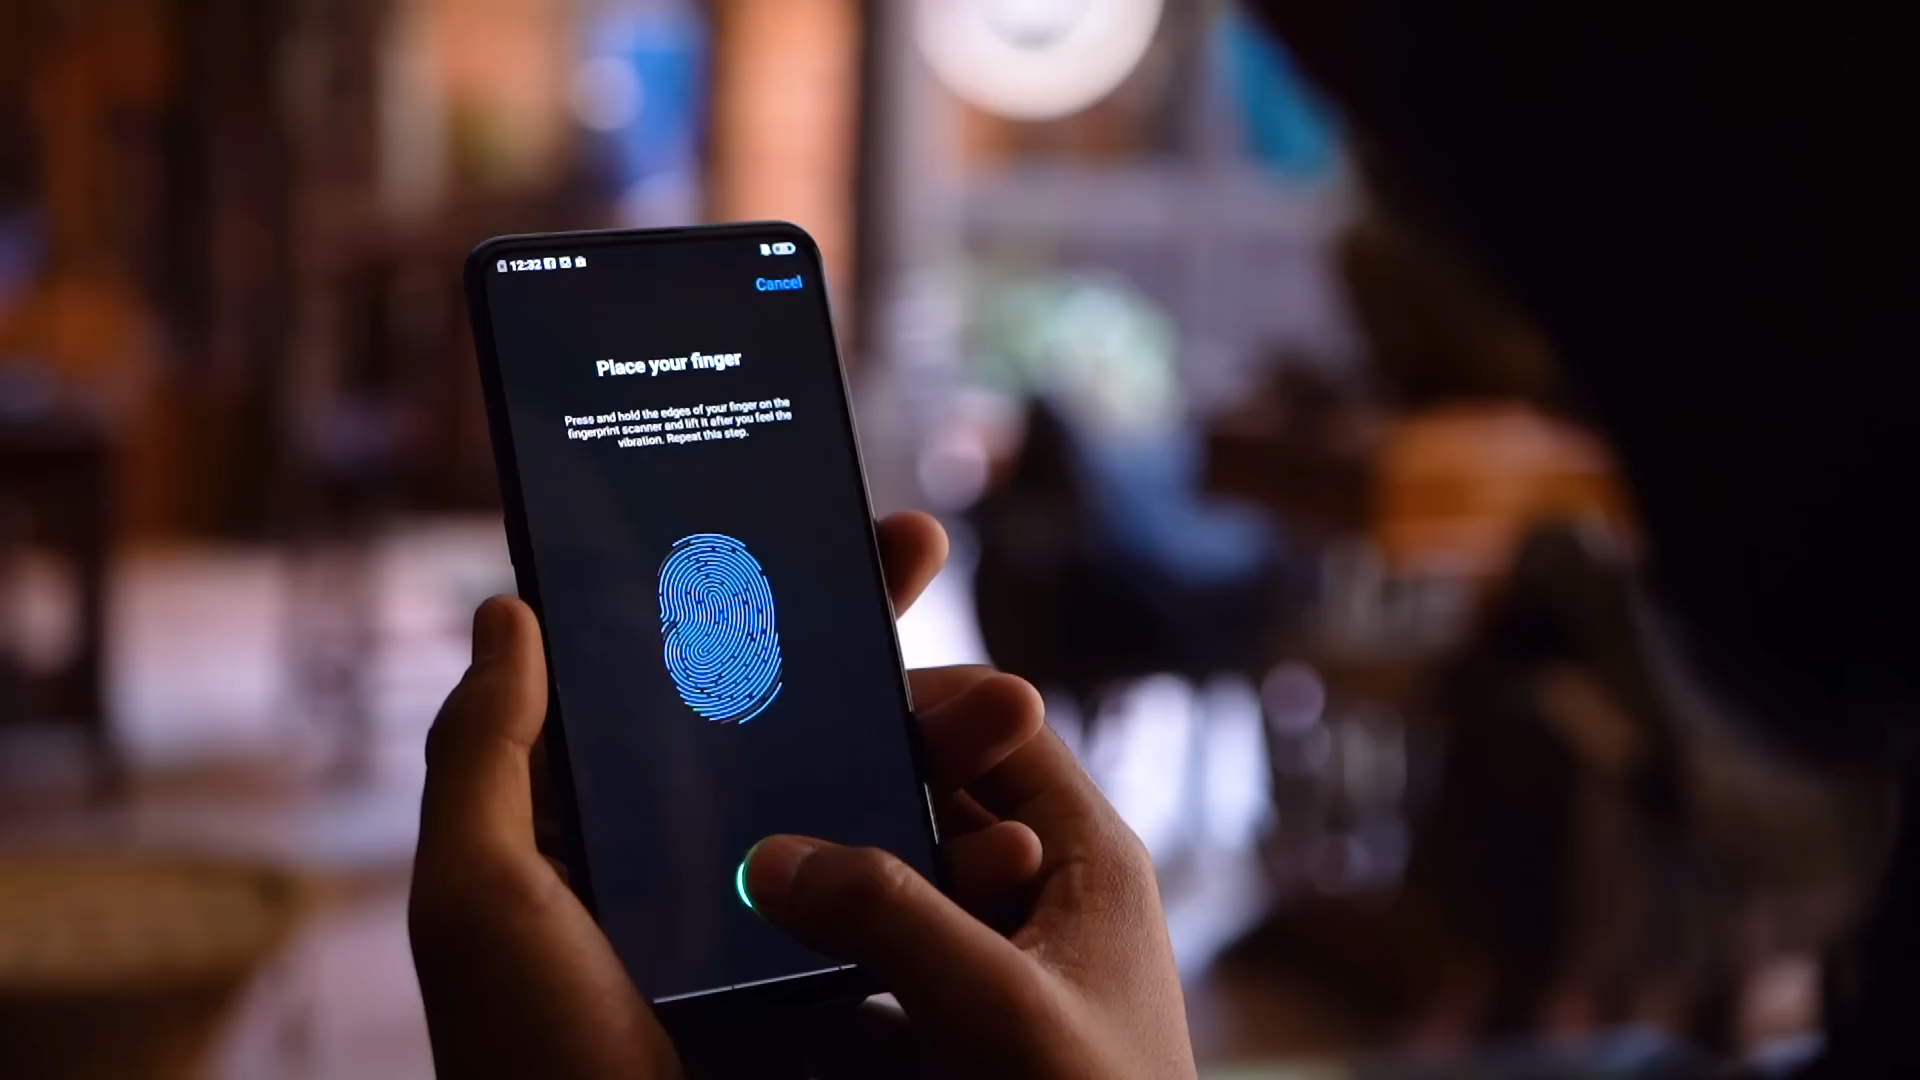 12:32
Cancel
Place your finger
Press and hold the edges of your finger on the
fingerprint scanner and lift it after you feel the
vibration. Repeat this step.